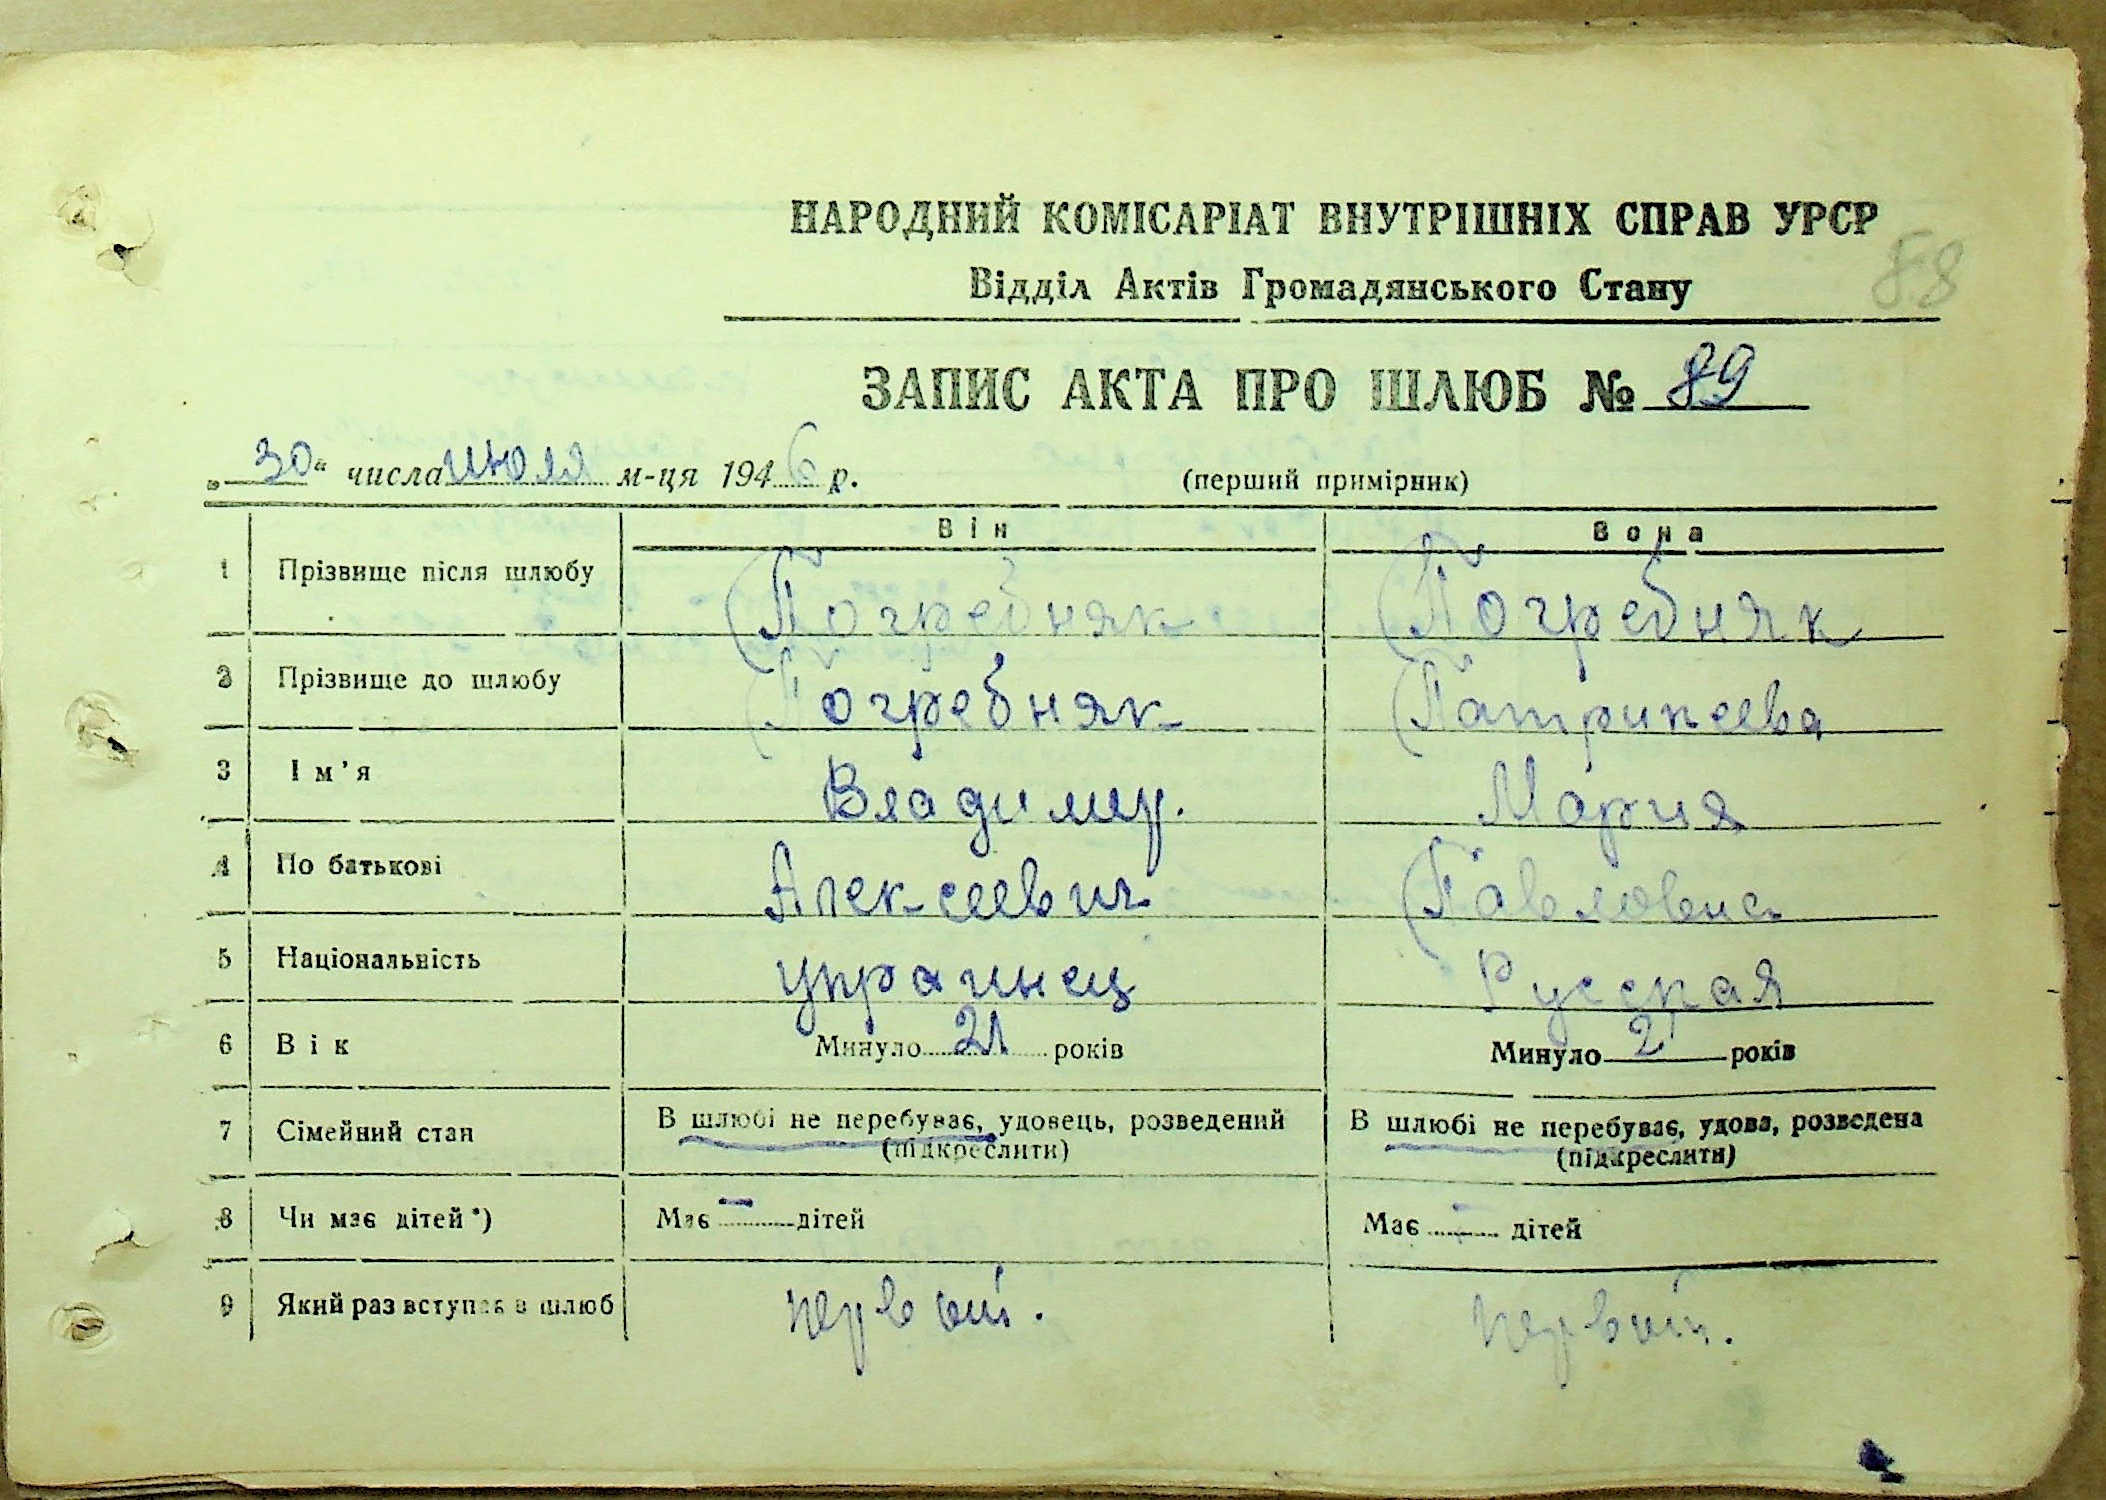 НАРОДНИЙ КОМІСАРІАТ ВНУТРІШНІХ СПРАВ УРСР
Відділ Актів Громадянського Стану
88
ЗАПИС АКТА ПРО ШЛЮБ № 89
„30“ числа июля м-ця 1946 р. (перший примірник)
Він Вона
1 Прізвище після шлюбу Погребняк Погребняк
2 Прізвище до шлюбу Погребняк Патрикеева
3 Ім'я Владимир. Мария
4 По батькові Алексеевич Павловна
5 Національність украинец Русская
6 Вік Минуло 21 років Минуло 21 років
7 Сімейний стан В шлюбі не перебуває, удовець, розведений В шлюбі не перебуває, удова, розведена
(підкреслити) (підкреслити)
8 Чи має дітей*) Має - дітей Має - дітей
9 Який раз вступає в шлюб первый. первый.